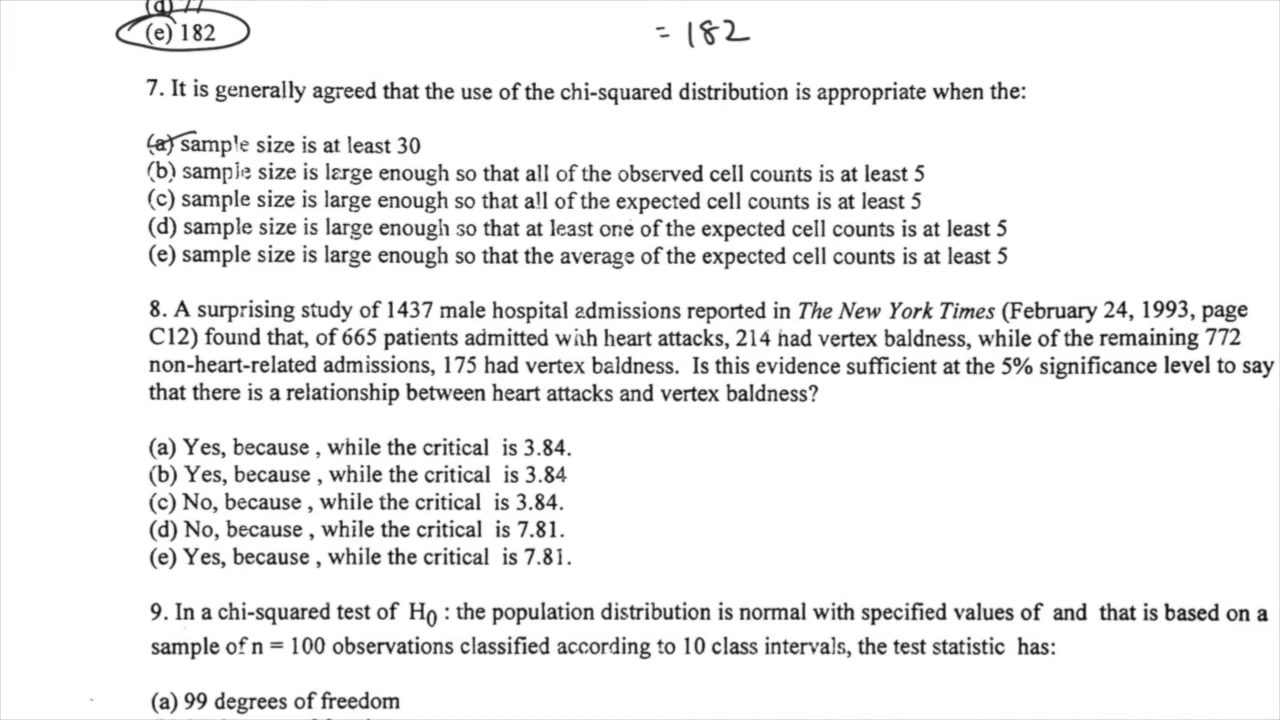 (d) 77
(e) 182
= 182
7. It is generally agreed that the use of the chi-squared distribution is appropriate when the:
(a) sample size is at least 30
(b) sample size is large enough so that all of the observed cell counts is at least 5
(c) sample size is large enough so that all of the expected cell counts is at least 5
(d) sample size is large enough so that at least one of the expected cell counts is at least 5
(e) sample size is large enough so that the average of the expected cell counts is at least 5
8. A surprising study of 1437 male hospital admissions reported in The New York Times (February 24, 1993, page
C12) found that, of 665 patients admitted with heart attacks, 214 had vertex baldness, while of the remaining 772
non-heart-related admissions, 175 had vertex baldness. Is this evidence sufficient at the 5% significance level to say
that there is a relationship between heart attacks and vertex baldness?
(a) Yes, because , while the critical is 3.84.
(b) Yes, because , while the critical is 3.84
(c) No, because , while the critical is 3.84.
(d) No, because , while the critical is 7.81.
(e) Yes, because , while the critical is 7.81.
9. In a chi-squared test of H0 : the population distribution is normal with specified values of and that is based on a
sample of n = 100 observations classified according to 10 class intervals, the test statistic has:
(a) 99 degrees of freedom